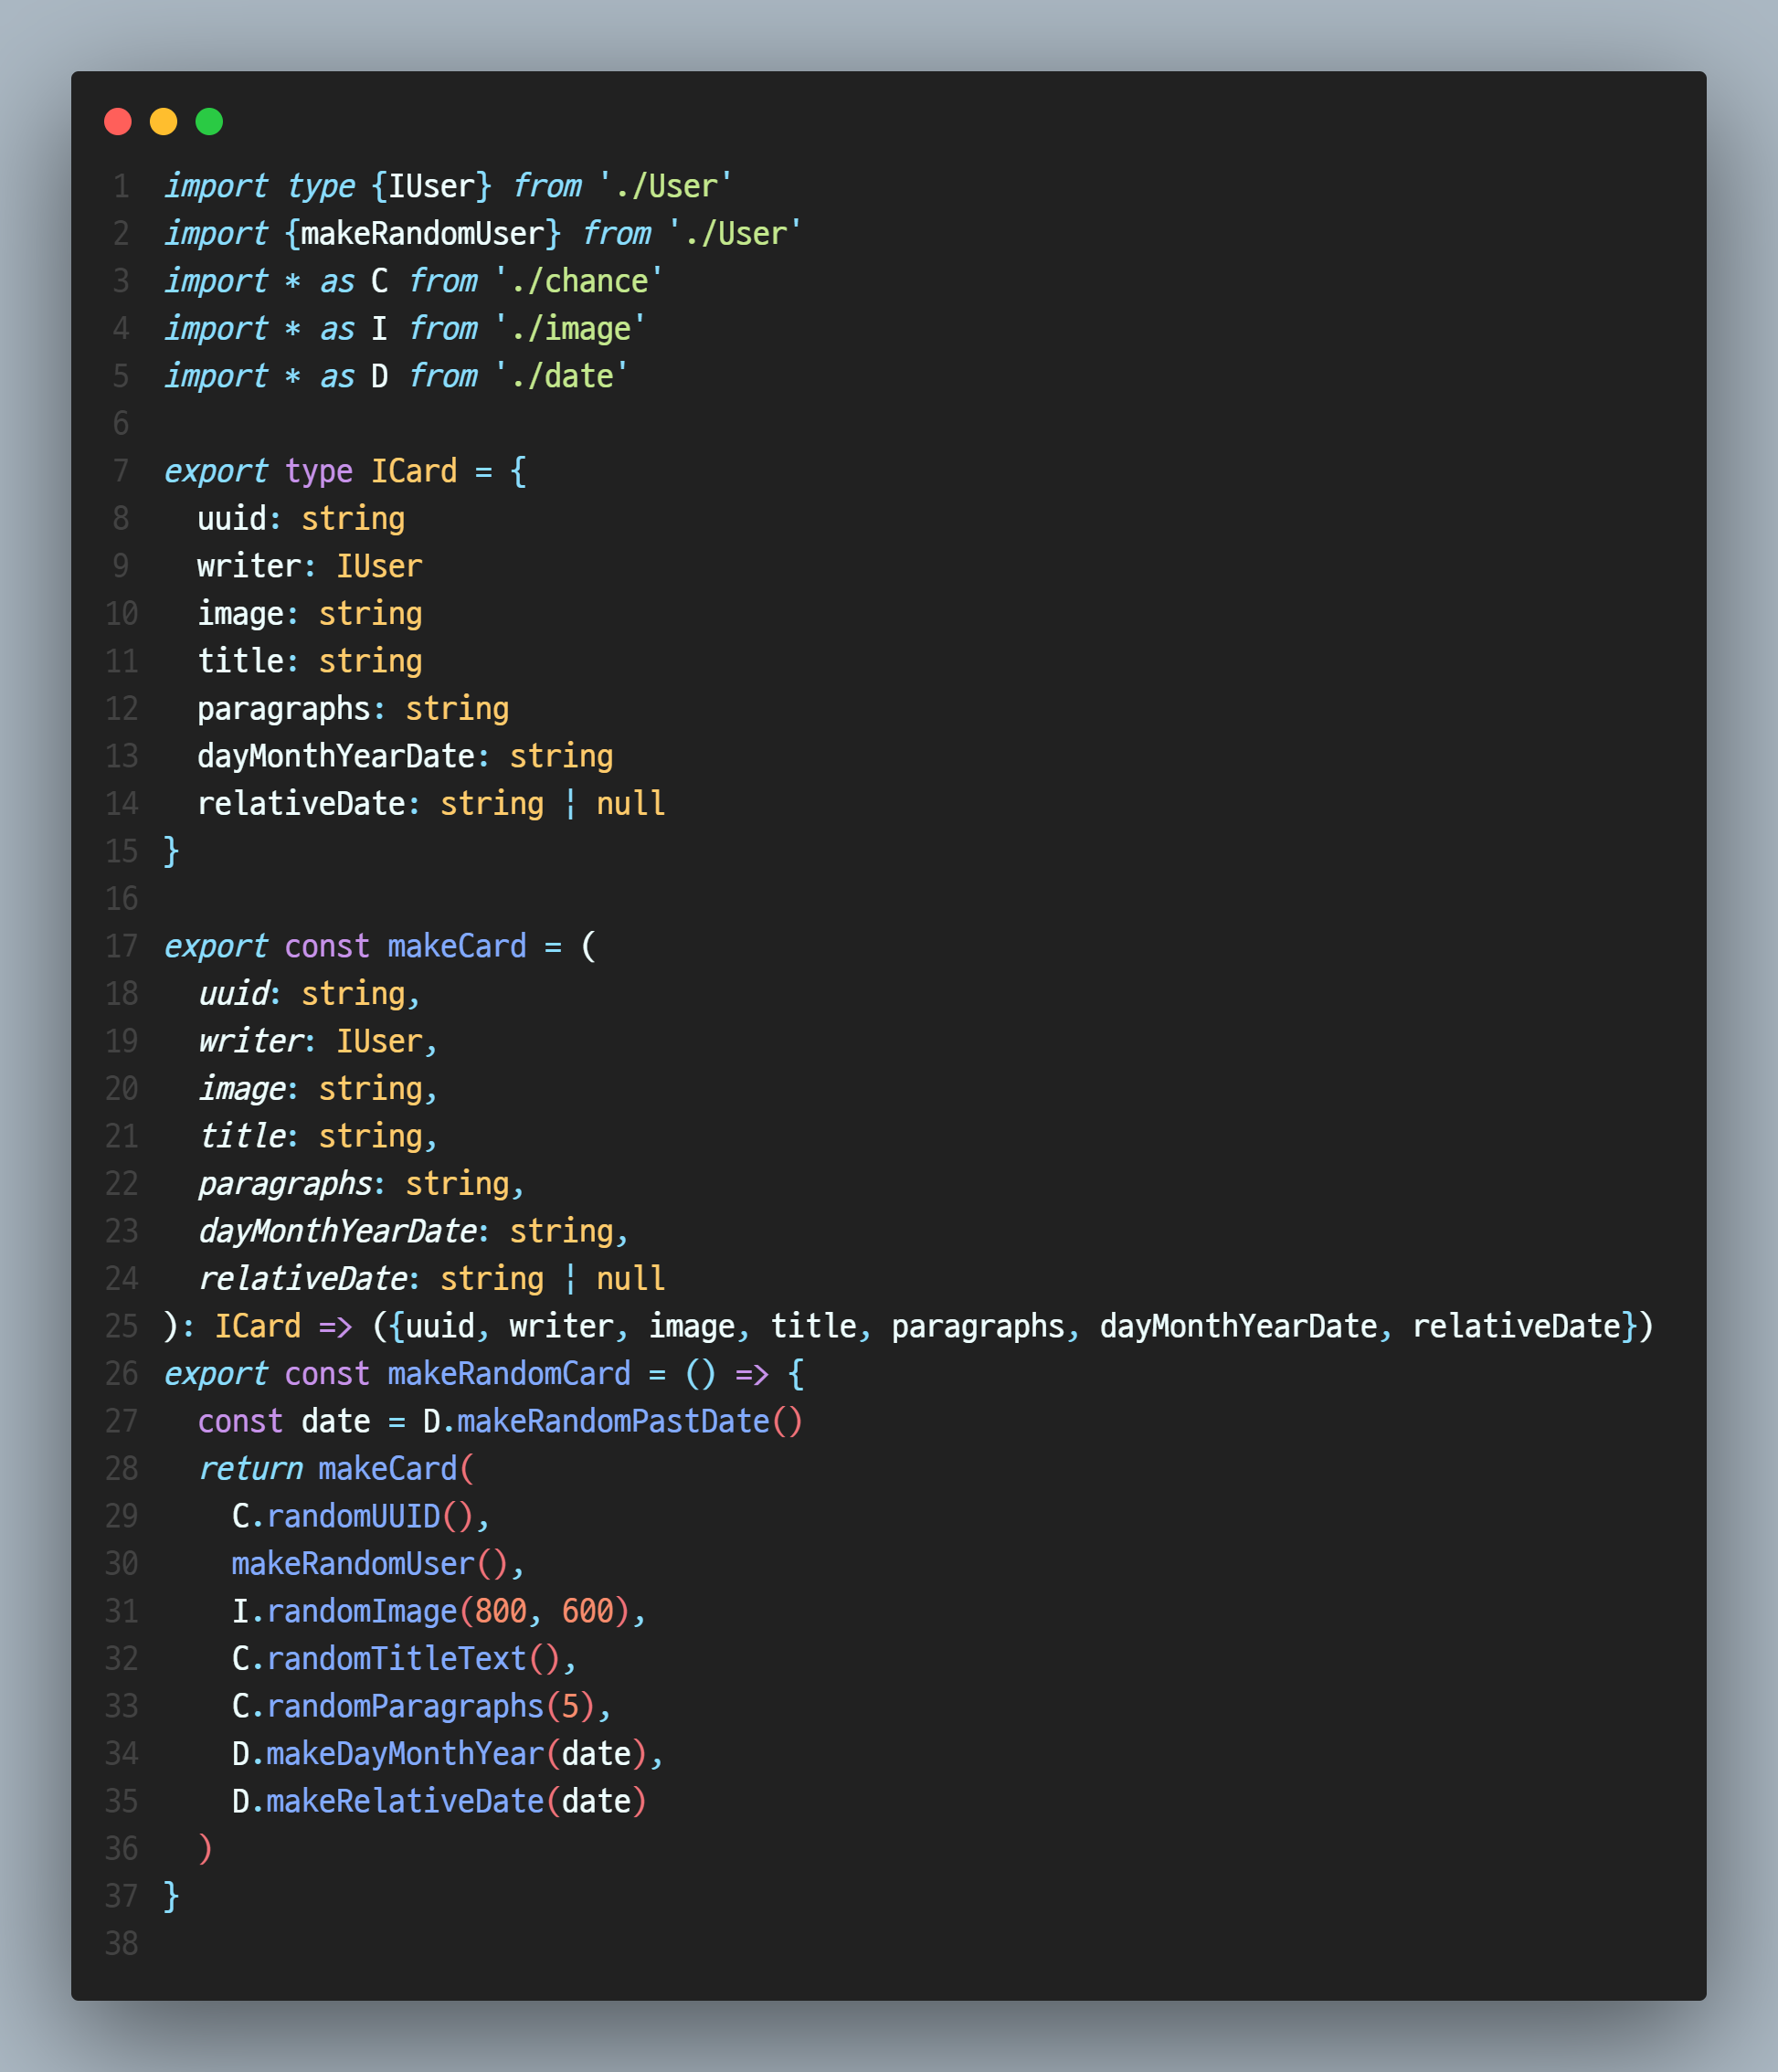 1 import type {IUser} from './User'
2 import {makeRandomUser} from './User'
3 import * as C from './chance'
4 import * as I from './image'
5 import * as D from './date'
6
7 export type ICard = {
8   uuid: string
9   writer: IUser
10   image: string
11   title: string
12   paragraphs: string
13   dayMonthYearDate: string
14   relativeDate: string | null
15 }
16
17 export const makeCard = (
18   uuid: string,
19   writer: IUser,
20   image: string,
21   title: string,
22   paragraphs: string,
23   dayMonthYearDate: string,
24   relativeDate: string | null
25 ): ICard => ({uuid, writer, image, title, paragraphs, dayMonthYearDate, relativeDate})
26 export const makeRandomCard = () => {
27   const date = D.makeRandomPastDate()
28   return makeCard(
29     C.randomUUID(),
30     makeRandomUser(),
31     I.randomImage(800, 600),
32     C.randomTitleText(),
33     C.randomParagraphs(5),
34     D.makeDayMonthYear(date),
35     D.makeRelativeDate(date)
36   )
37 }
38